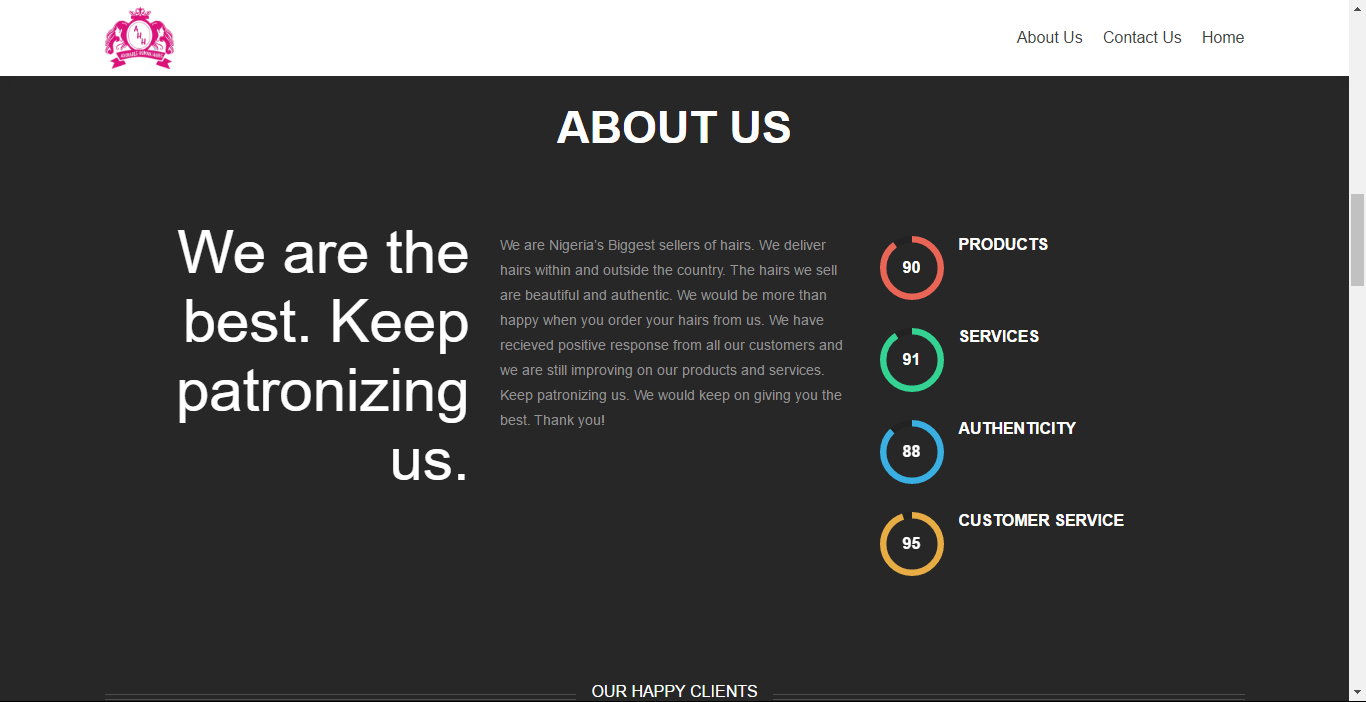 A
H
H
About Us Contact Us Home
ABOUT US
We are the
best. Keep
patronizing
us.
We are Nigeria's Biggest sellers of hairs. We deliver
hairs within and outside the country. The hairs we sell
are beautiful and authentic. We would be more than
happy when you order your hairs from us. We have
recieved positive response from all our customers and
we are still improving on our products and services.
Keep patronizing us. We would keep on giving you the
best. Thank you!
90 PRODUCTS
91 SERVICES
88 AUTHENTICITY
95 CUSTOMER SERVICE
OUR HAPPY CLIENTS